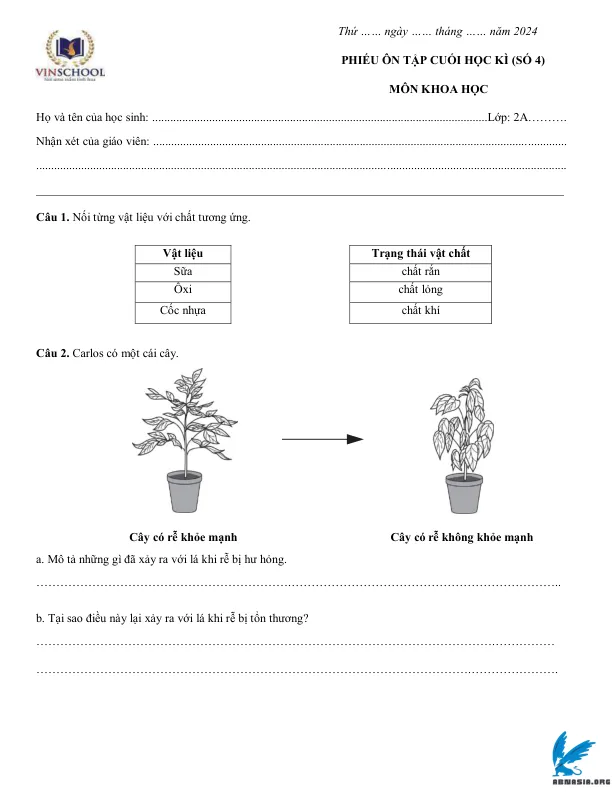 Thứ …… ngày …… tháng …… năm 2024
PHIẾU ÔN TẬP CUỐI HỌC KÌ (SỐ 4)
VINSCHOOL
MÔN KHOA HỌC
Họ và tên của học sinh: ................................................................................................................Lớp: 2A……….
Nhận xét của giáo viên: ..........................................................................................................................................
.................................................................................................................................................................................
Câu 1. Nối từng vật liệu với chất tương ứng.
Vật liệu Trạng thái vật chất
Sữa chất rắn
Ôxi chất lỏng
Cốc nhựa chất khí
Câu 2. Carlos có một cái cây.
Cây có rễ khỏe mạnh Cây có rễ không khỏe mạnh
a. Mô tả những gì đã xảy ra với lá khi rễ bị hư hỏng.
…………………………………………………………………………………………………………………..
b. Tại sao điều này lại xảy ra với lá khi rễ bị tổn thương?
…………………………………………………………………………………………………….……………
……………………………………………………………………………………………….………………….
ABNASIA.ORG